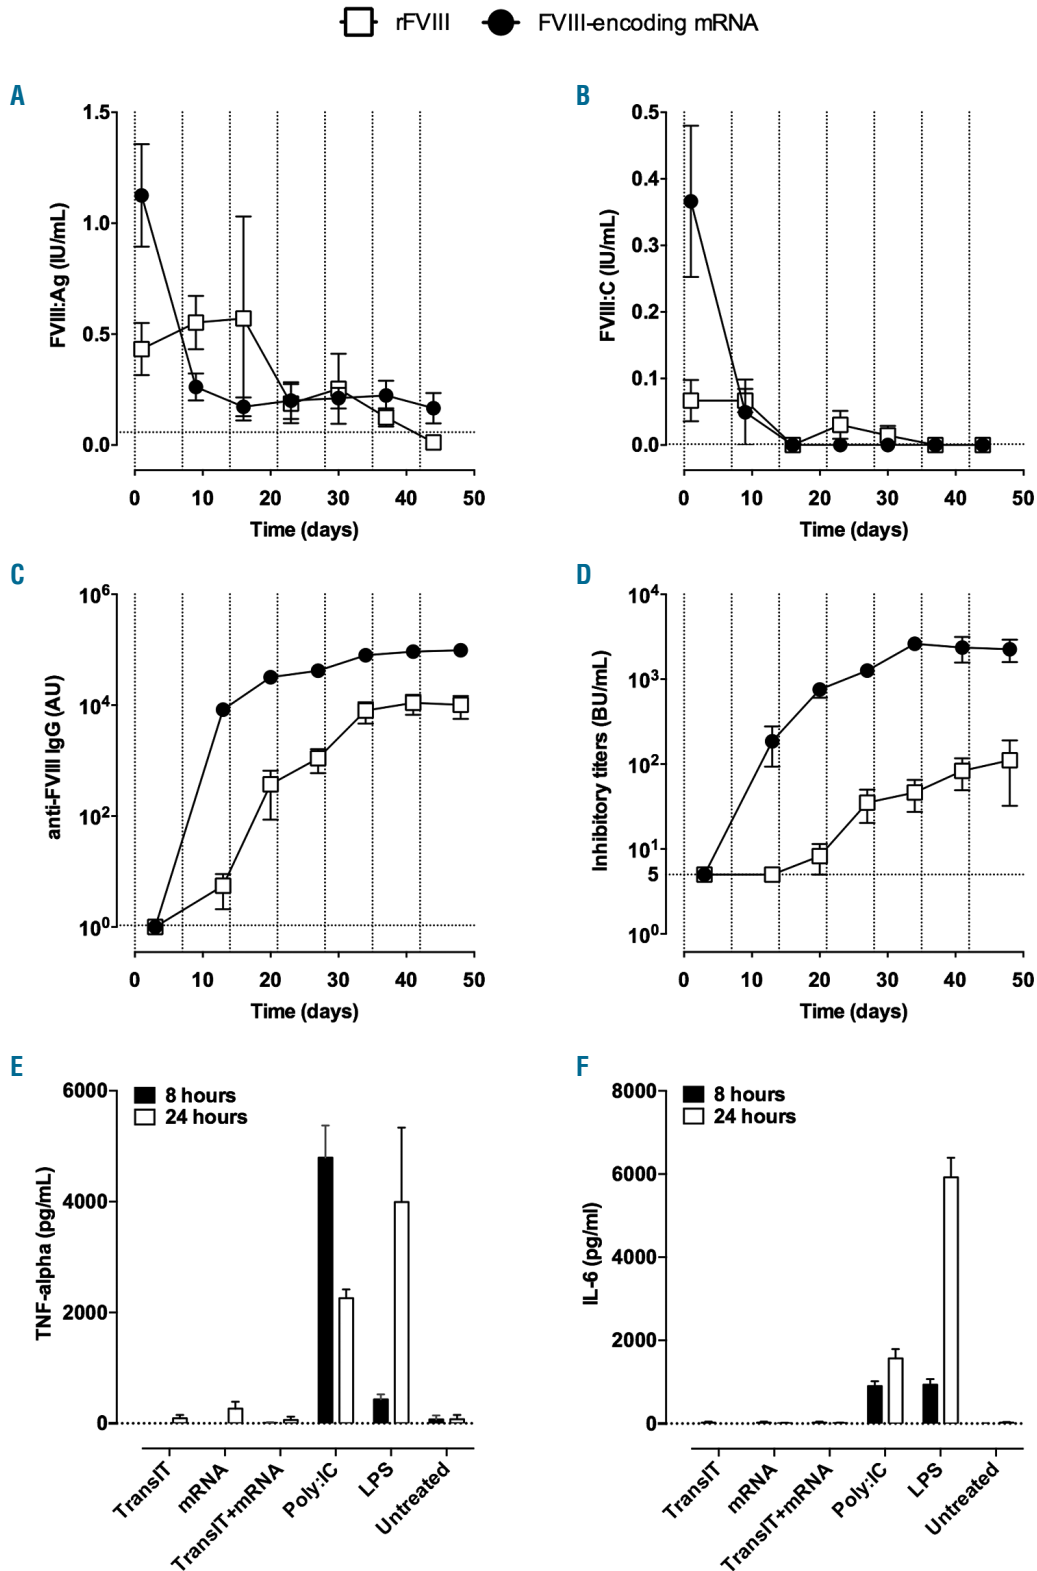 rFVIII FVIII-encoding mRNA
A
B
FVIII:Ag (IU/mL)
1.5
1.0
0.5
0.0
0 10 20 30 40 50
Time (days)
FVIII:C (IU/mL)
0.5
0.4
0.3
0.2
0.1
0.0
0 10 20 30 40 50
Time (days)
C
D
anti-FVIII IgG (AU)
10^6
10^4
10^2
10^0
0 10 20 30 40 50
Time (days)
Inhibitory titers (BU/mL)
10^4
10^3
10^2
10^1
5
10^0
0 10 20 30 40 50
Time (days)
E
F
TNF-alpha (pg/mL)
6000
4000
2000
0
8 hours
24 hours
TransIT
mRNA
TransIT+mRNA
Poly:IC
LPS
Untreated
IL-6 (pg/ml)
8000
6000
4000
2000
0
8 hours
24 hours
TransIT
mRNA
TransIT+mRNA
Poly:IC
LPS
Untreated